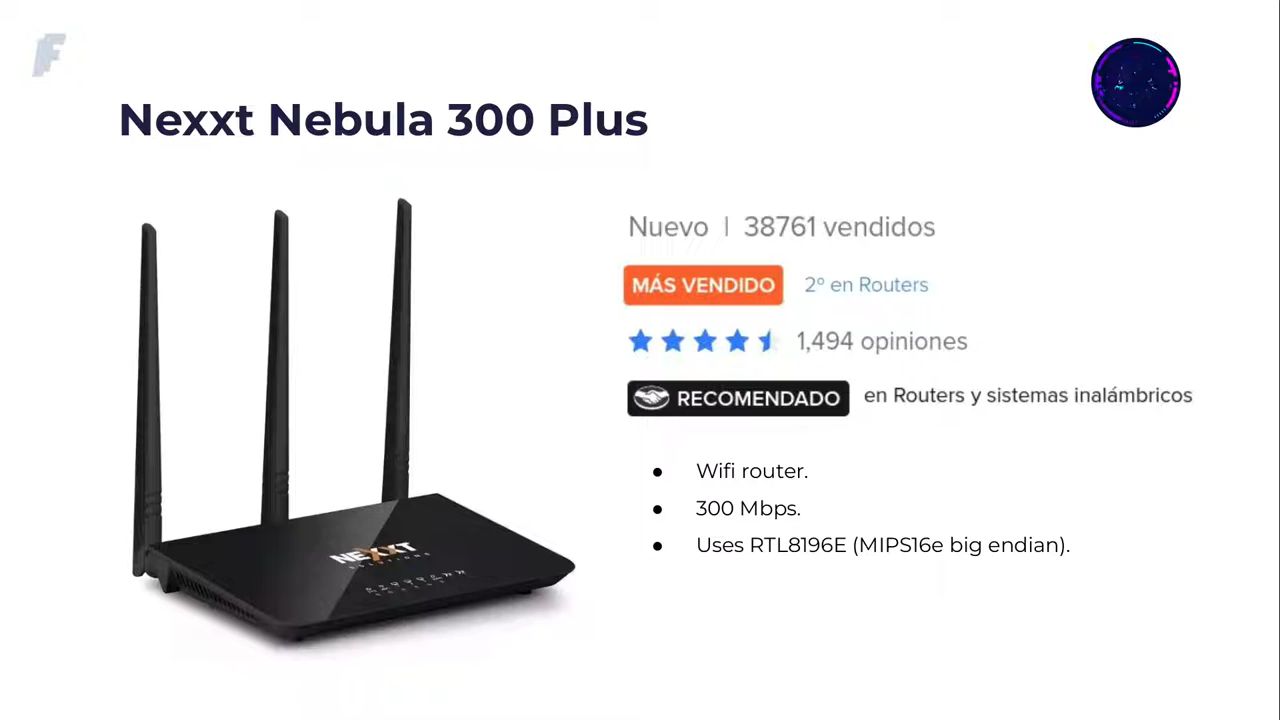 F
Nexxt Nebula 300 Plus
Nuevo | 38761 vendidos
MÁS VENDIDO 2º en Routers
1,494 opiniones
RECOMENDADO en Routers y sistemas inalámbricos
● Wifi router.
● 300 Mbps.
● Uses RTL8196E (MIPS16e big endian).
NEXXT
SOLUTIONS